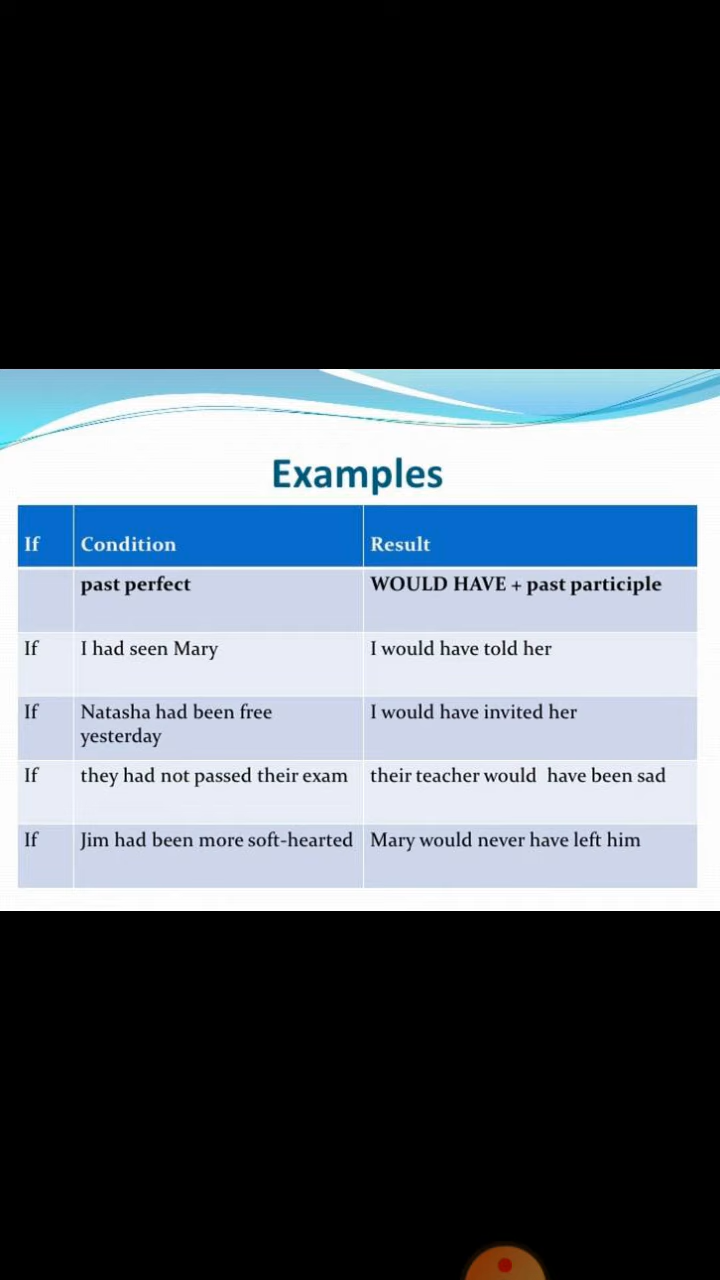 Examples
If Condition Result
past perfect WOULD HAVE + past participle
If I had seen Mary I would have told her
If Natasha had been free I would have invited her
yesterday
If they had not passed their exam their teacher would have been sad
If Jim had been more soft-hearted Mary would never have left him